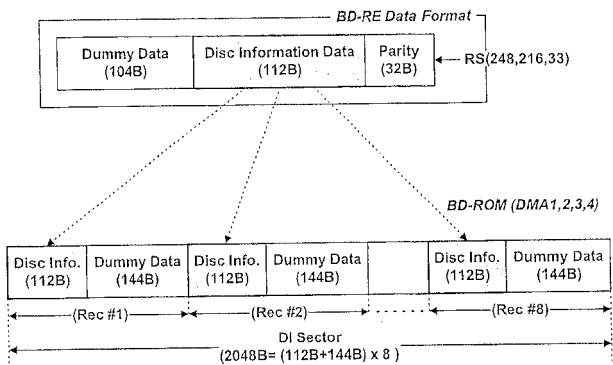 BD-RE Data Format
Dummy Data (104B)
Disc Information Data (112B)
Parity (32B)
RS(248,216,33)
BD-ROM (DMA1,2,3,4)
Disc Info. (112B)
Dummy Data (144B)
Disc Info. (112B)
Dummy Data (144B)
Disc Info. (112B)
Dummy Data (144B)
(Rec #1)
(Rec #2)
(Rec #8)
DI Sector
(2048B= (112B+144B) x 8 )